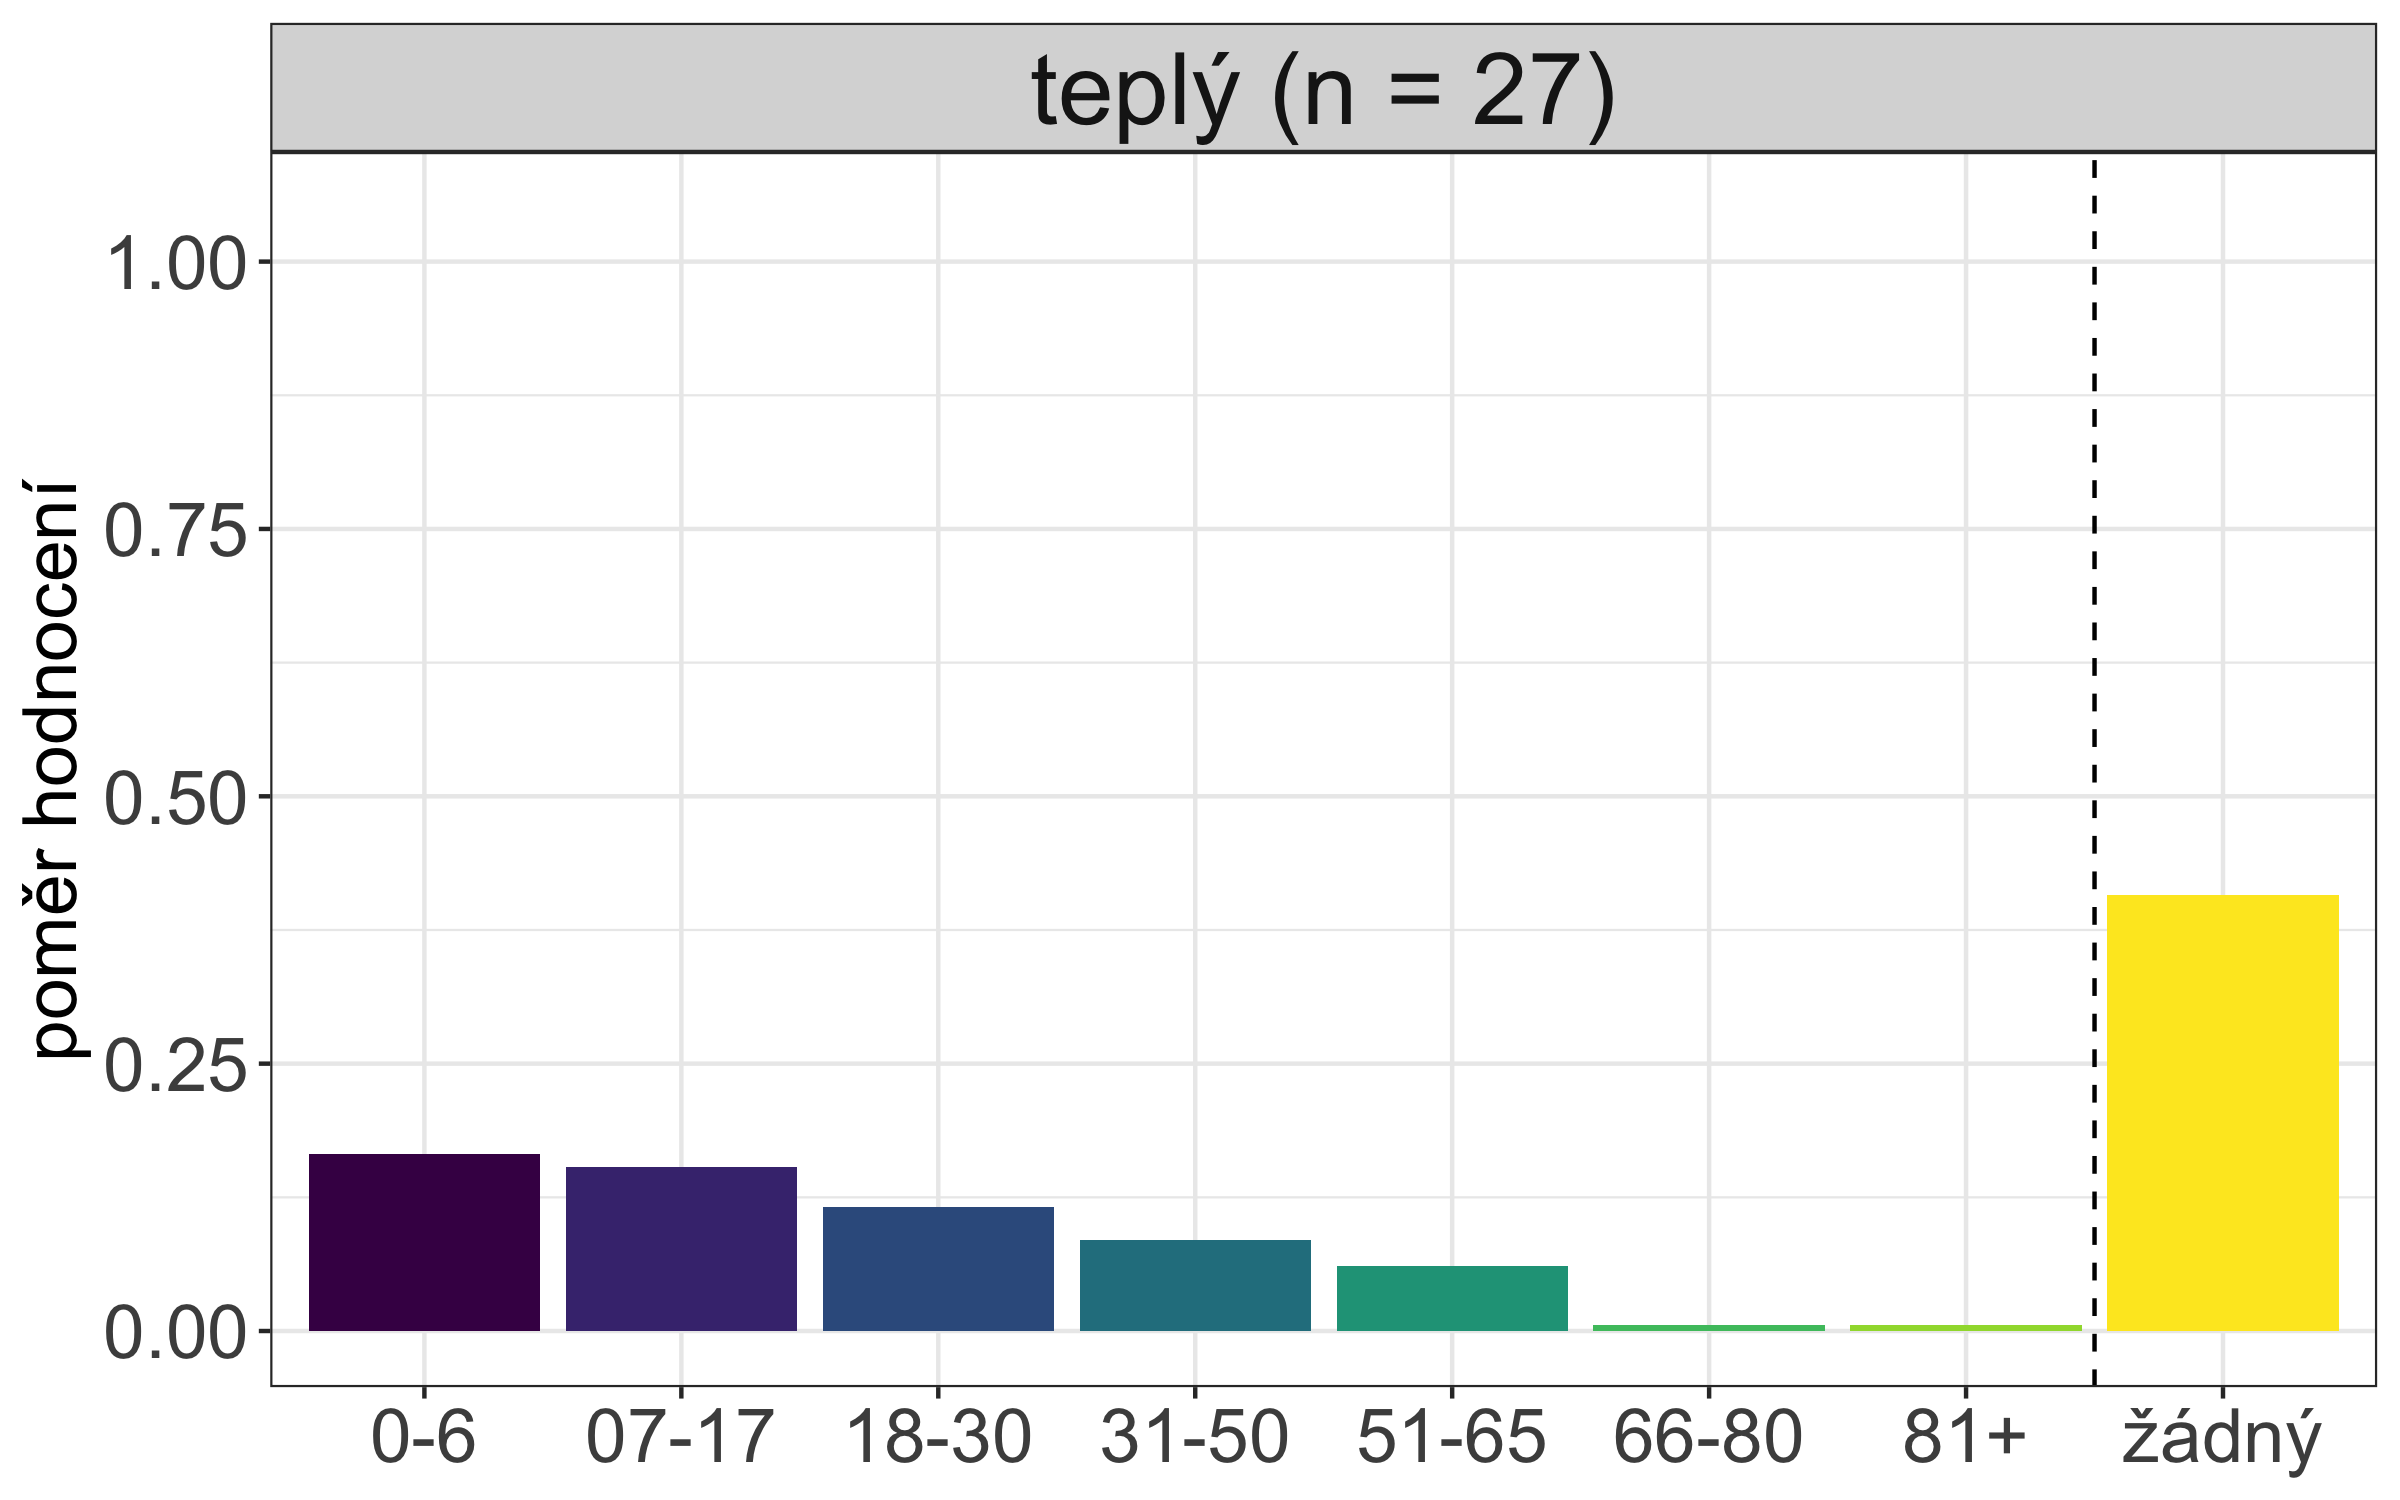 teplý (n = 27)
poměr hodnocení
1.00
0.75
0.50
0.25
0.00
0-6 07-17 18-30 31-50 51-65 66-80 81+ žádný